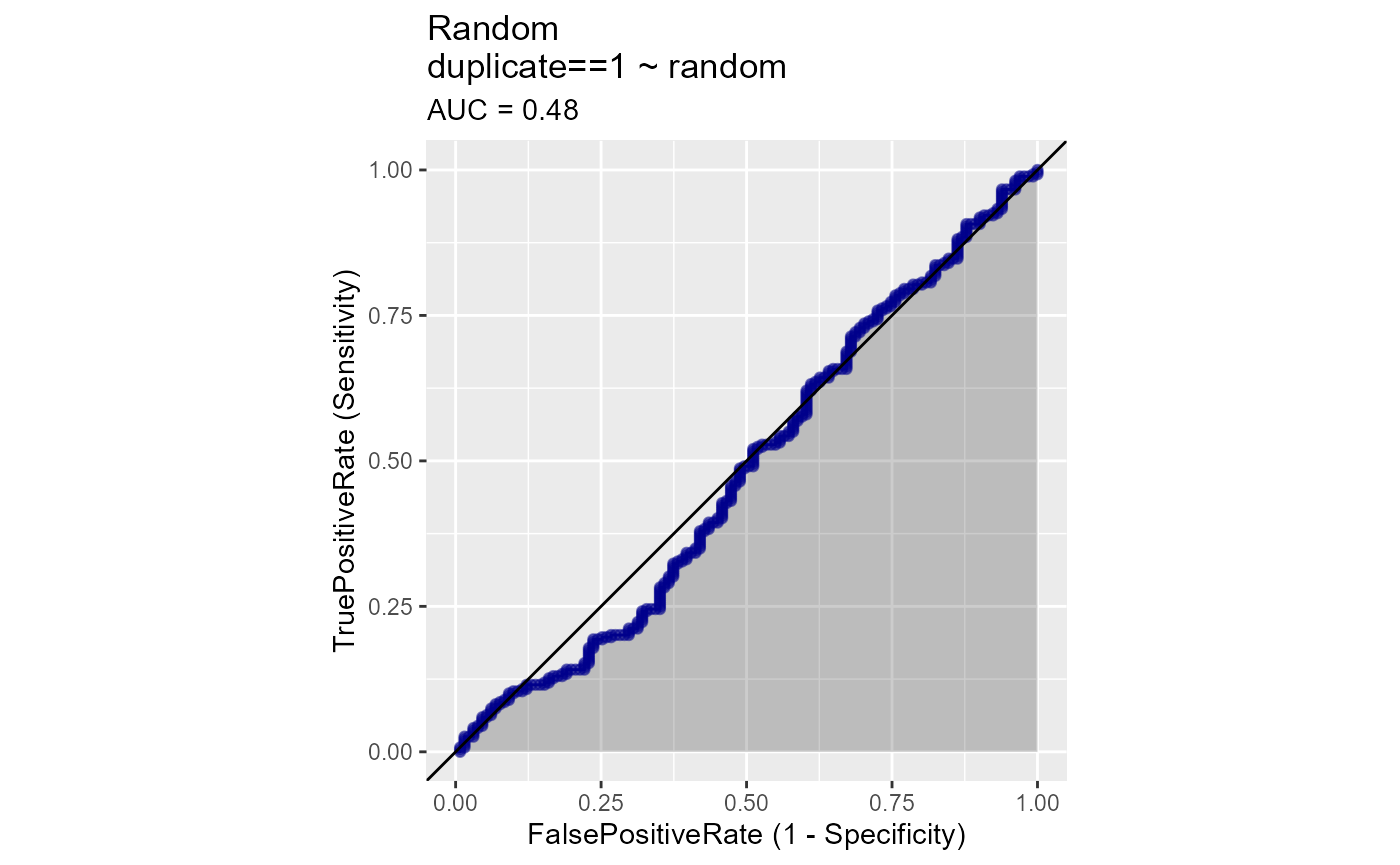 Random
duplicate==1 ~ random
AUC = 0.48
1.00
0.75
0.50
0.25
0.00
TruePositiveRate (Sensitivity)
0.00 0.25 0.50 0.75 1.00
FalsePositiveRate (1 - Specificity)